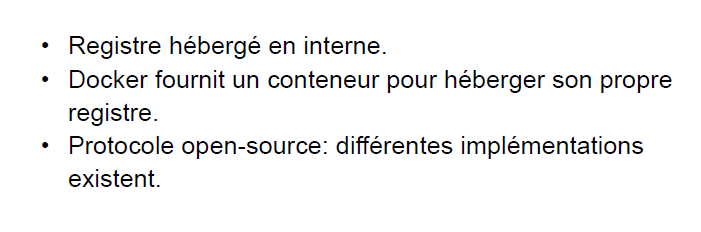 • Registre hébergé en interne.
• Docker fournit un conteneur pour héberger son propre
registre.
• Protocole open-source: différentes implémentations
existent.